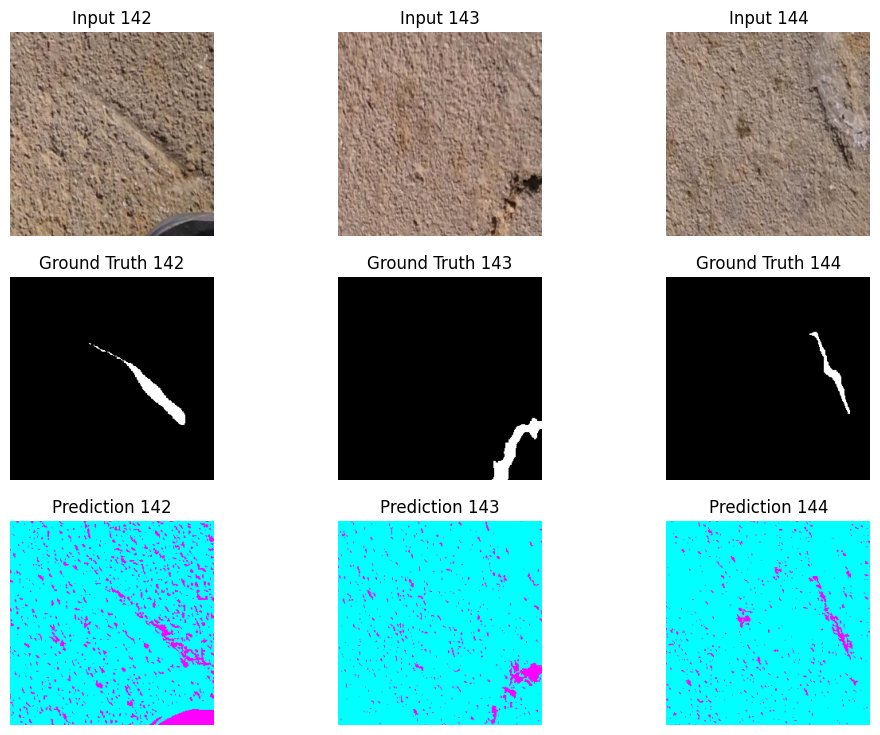 Input 142
Input 143
Input 144
Ground Truth 142
Ground Truth 143
Ground Truth 144
Prediction 142
Prediction 143
Prediction 144